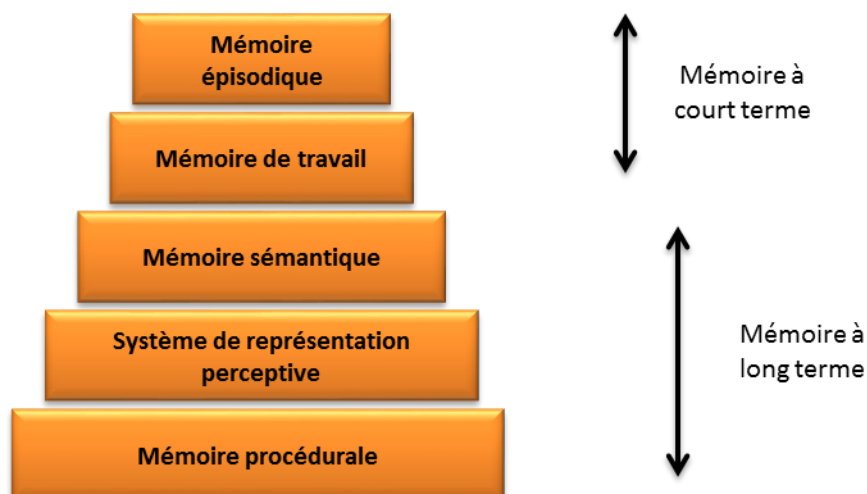 Mémoire
épisodique
Mémoire de travail
Mémoire sémantique
Système de représentation
perceptive
Mémoire procédurale
Mémoire à
court terme
Mémoire à
long terme